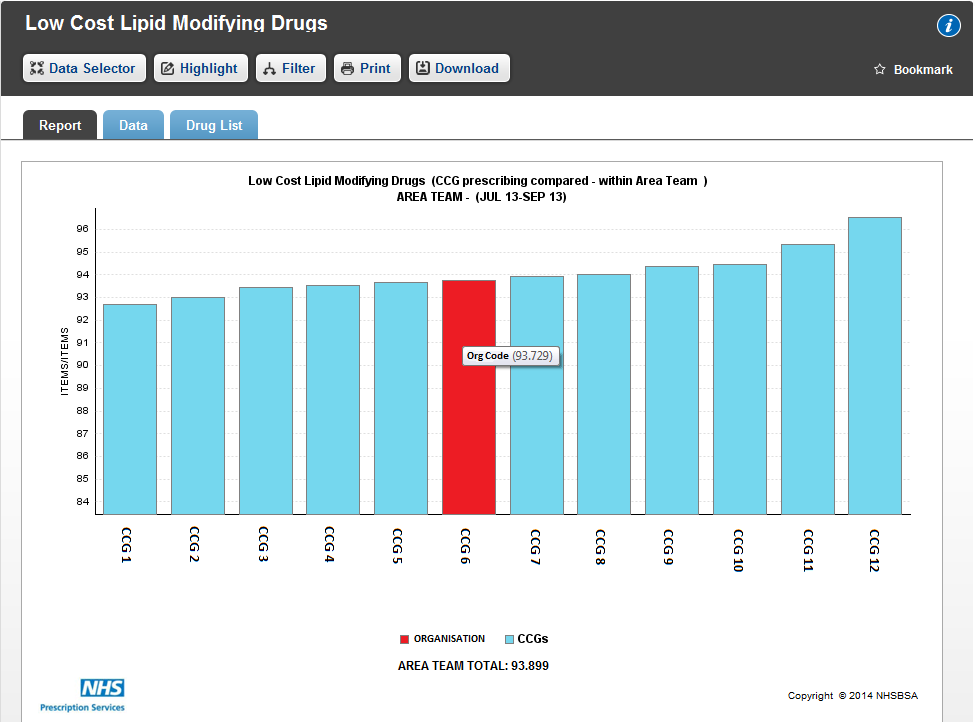 Low Cost Lipid Modifying Drugs
i
Data Selector Highlight Filter Print Download
Bookmark
Report Data Drug List
Low Cost Lipid Modifying Drugs (CCG prescribing compared - within Area Team )
AREA TEAM - (JUL 13-SEP 13)
96
95
94
93
92
91
90
89
88
87
86
85
84
ITEMS/ITEMS
Org Code (93.729)
CCG 1
CCG 2
CCG 3
CCG 4
CCG 5
CCG 6
CCG 7
CCG 8
CCG 9
CCG 10
CCG 11
CCG 12
ORGANISATION CCGs
AREA TEAM TOTAL: 93.899
NHS
Prescription Services
Copyright © 2014 NHSBSA